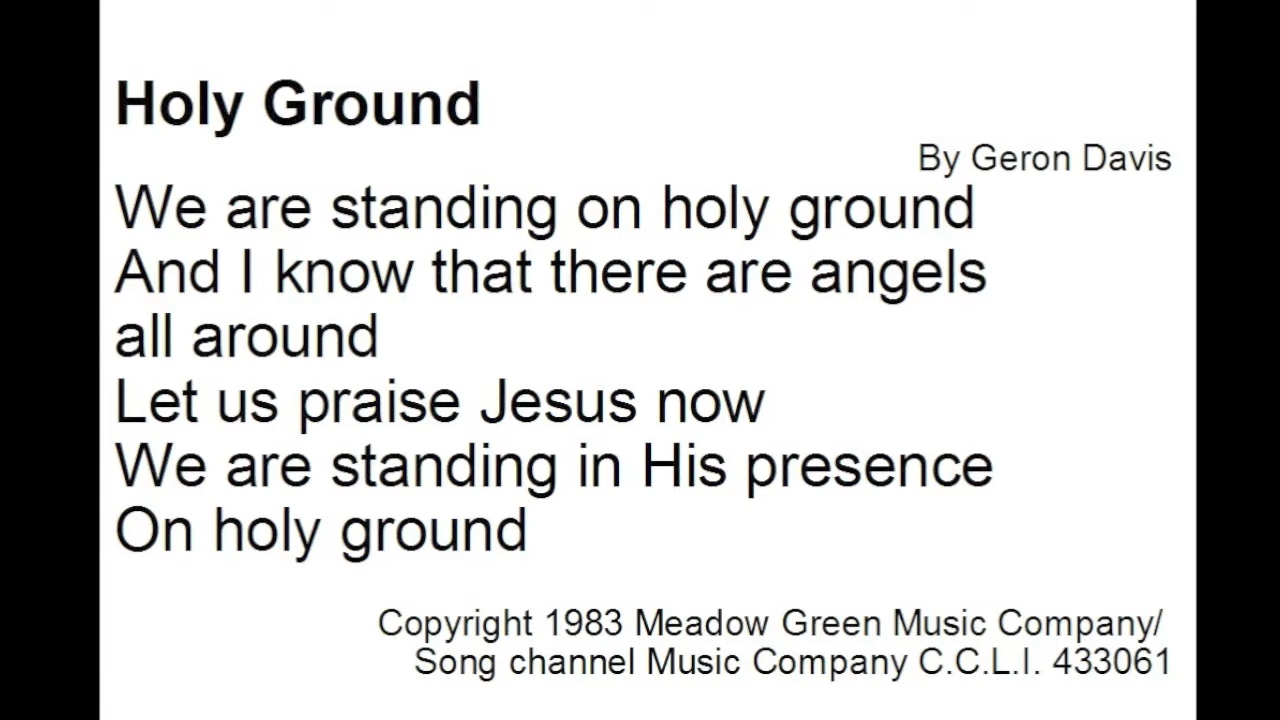 Holy Ground
By Geron Davis
We are standing on holy ground
And I know that there are angels
all around
Let us praise Jesus now
We are standing in His presence
On holy ground
Copyright 1983 Meadow Green Music Company/
Song channel Music Company C.C.L.I. 433061